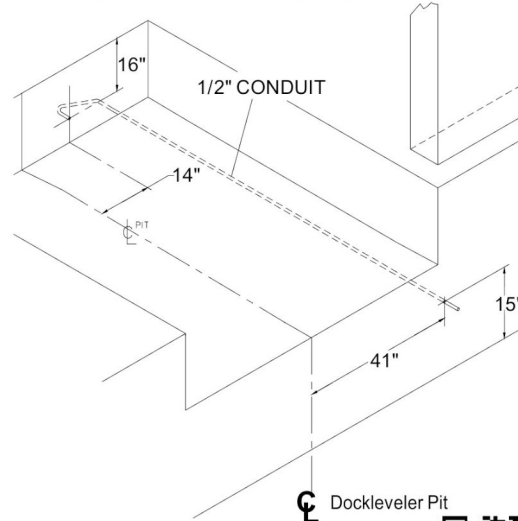 16"
1/2" CONDUIT
14"
℄ PIT
15"
41"
℄ Dockleveler Pit